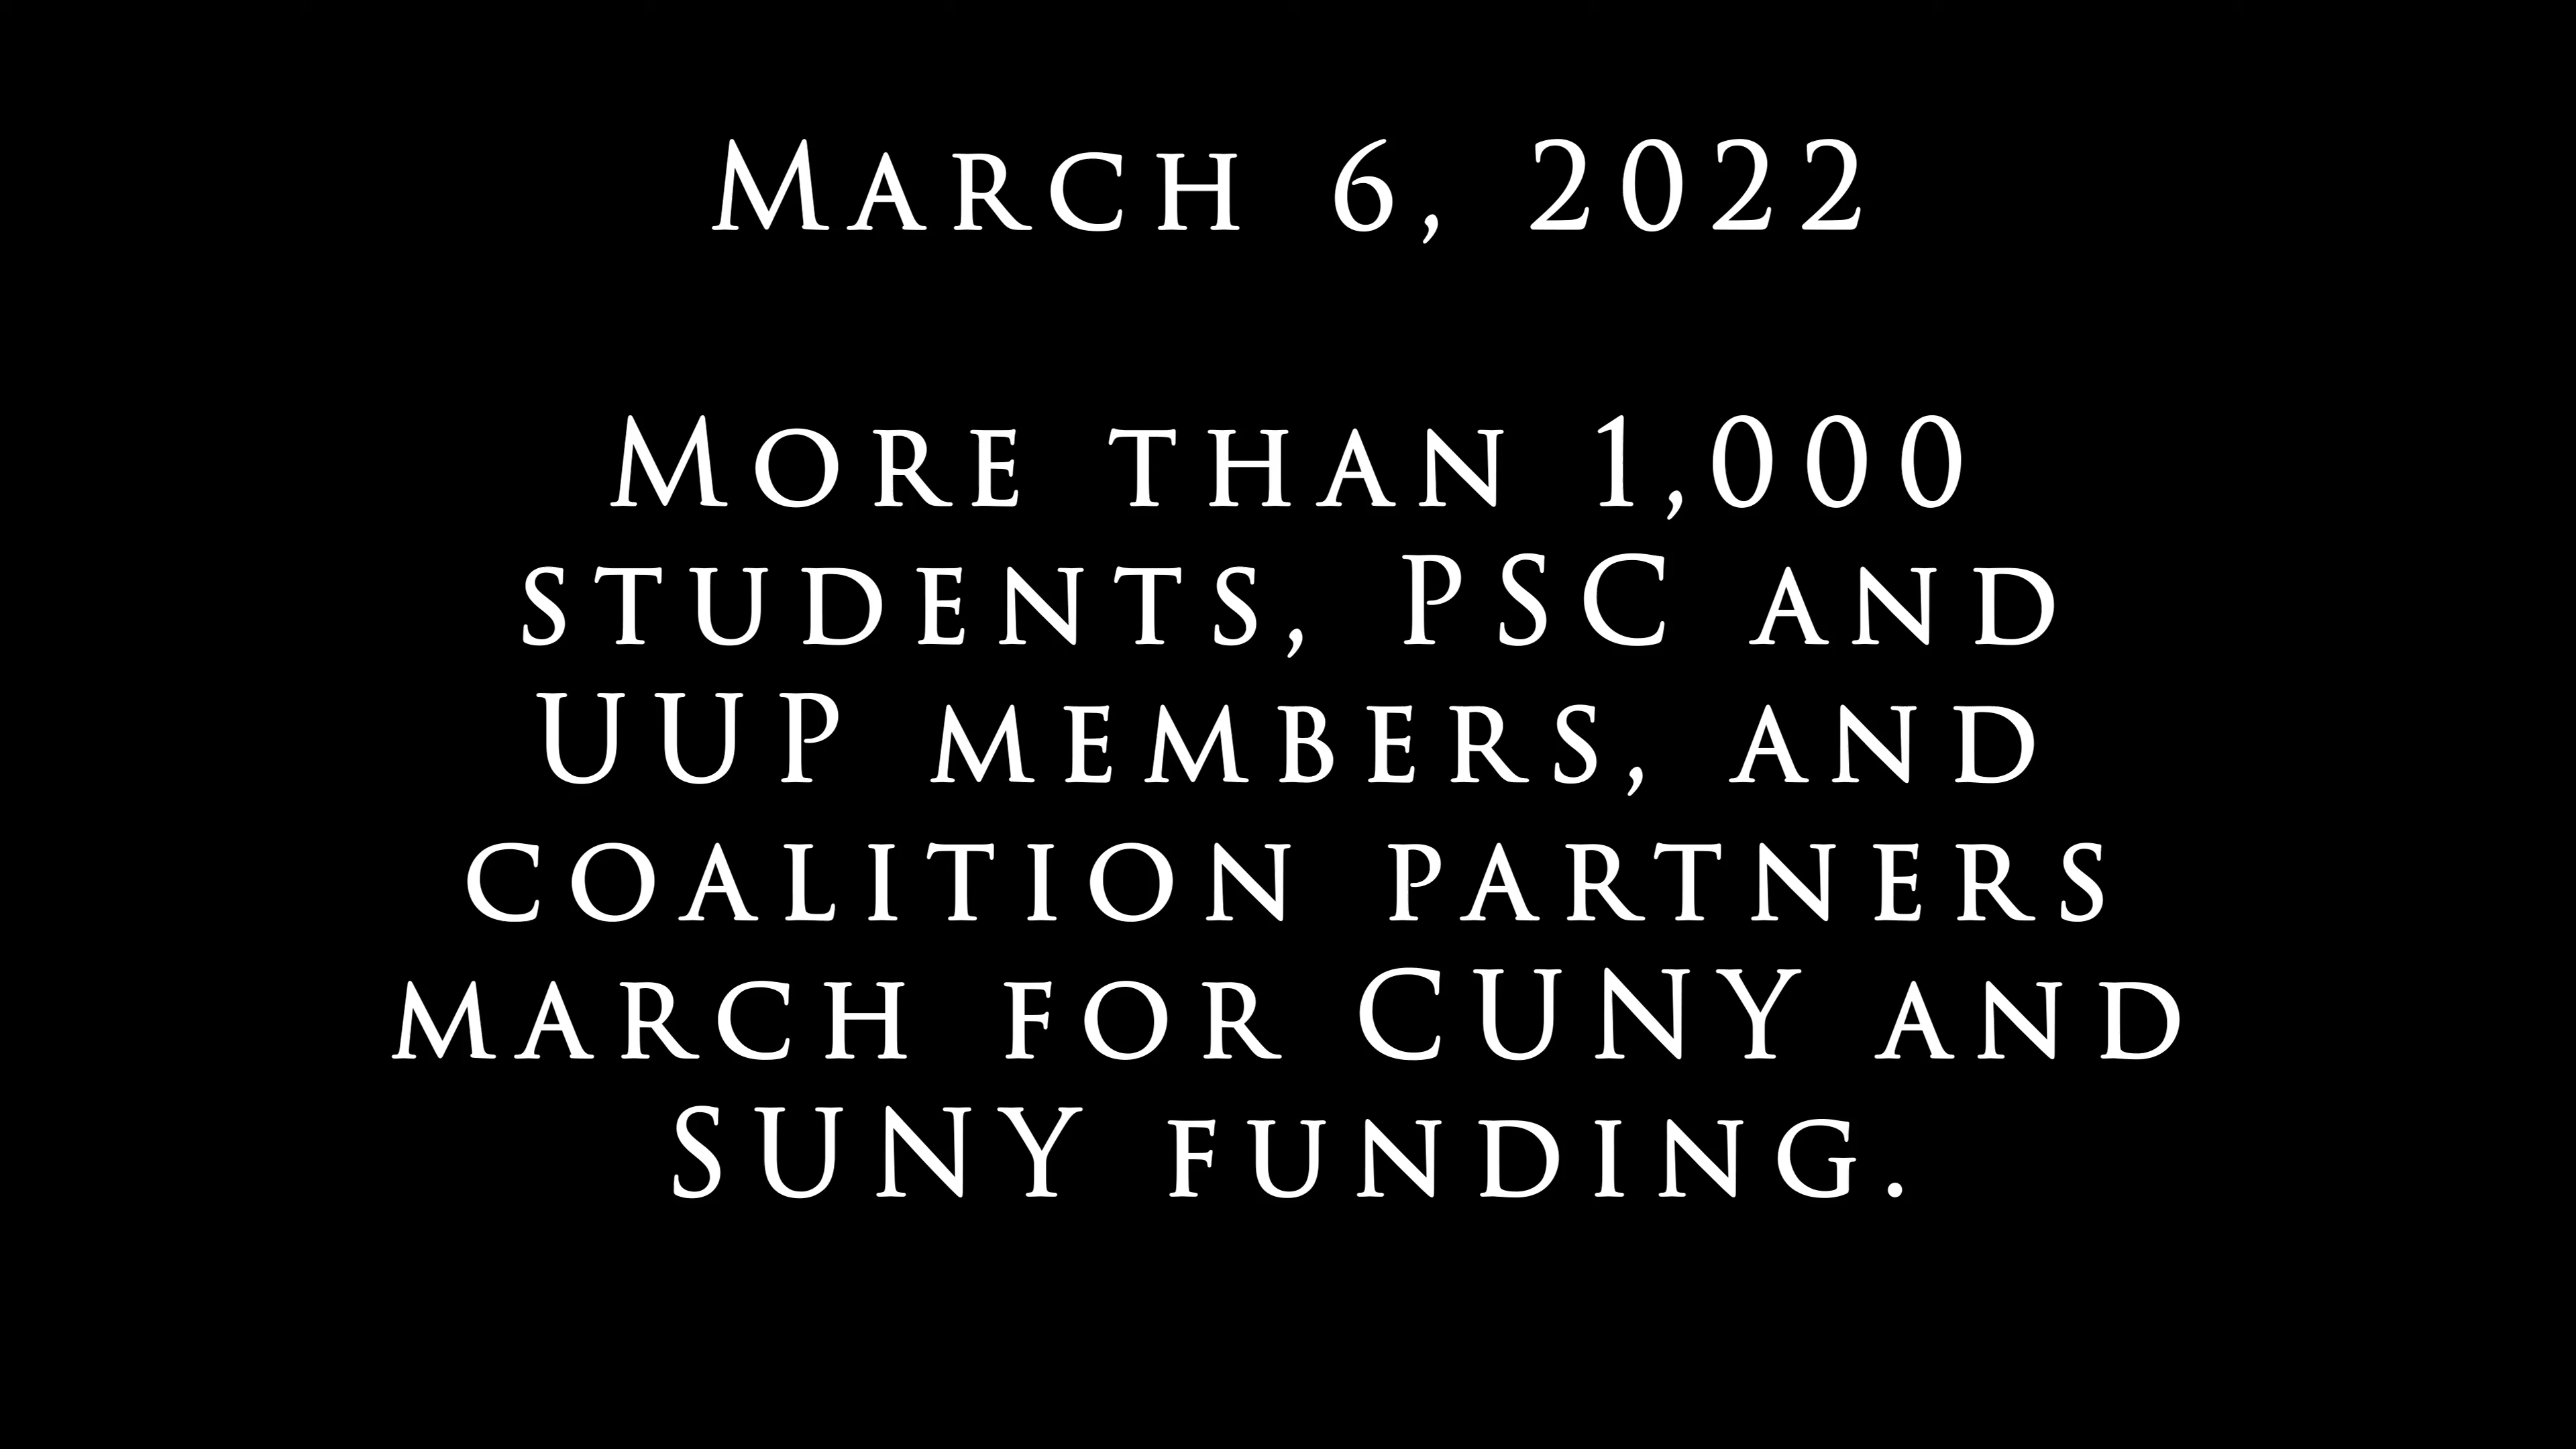 March 6, 2022
More than 1,000
students, PSC and
UUP members, and
coalition partners
march for CUNY and
SUNY funding.